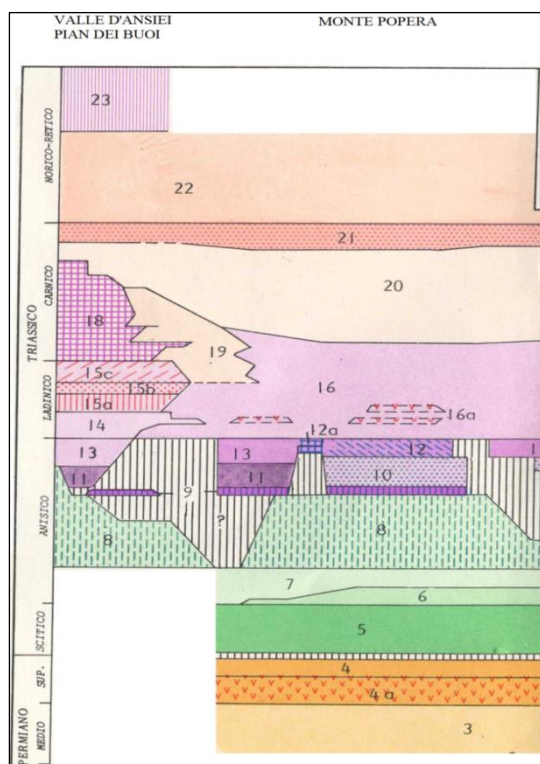 VALLE D'ANSIEI
PIAN DEI BUOI
MONTE POPERA
NORICO-RETICO
23
22
21
TRIASSICO
CARNICO
20
18
19
LADINICO
15c
15b
15a
16
16a
14
12a
13
13
12
1
11
11
10
9
?
ANISICO
8
8
7
6
SCITICO
5
PERMIANO
SUP.
4
4a
MEDIO
3